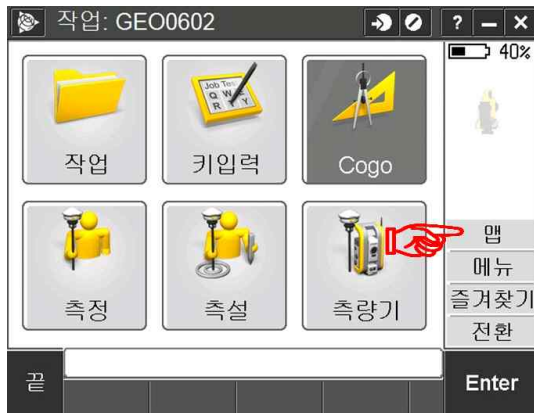 작업: GEO0602
? — X
40%
Job Te
Q W E
R T Y
작업
키입력
Cogo
측정
측설
측량기
맵
메뉴
즐겨찾기
전환
끝
Enter